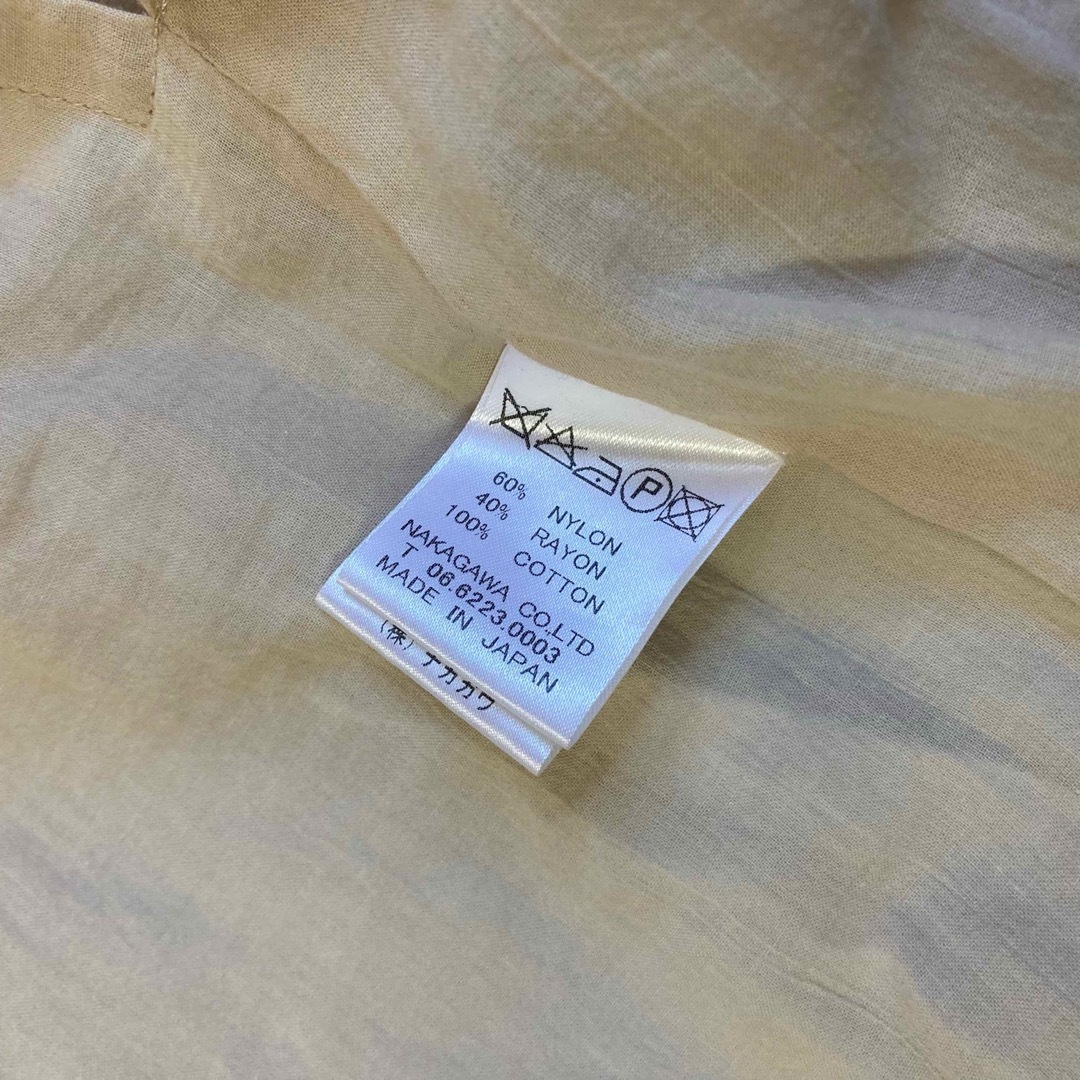 P
60% NYLON
40% RAYON
100% COTTON
NAKAGAWA CO.,LTD
T 06.6223.0003
MADE IN JAPAN
(株)ナカガワ